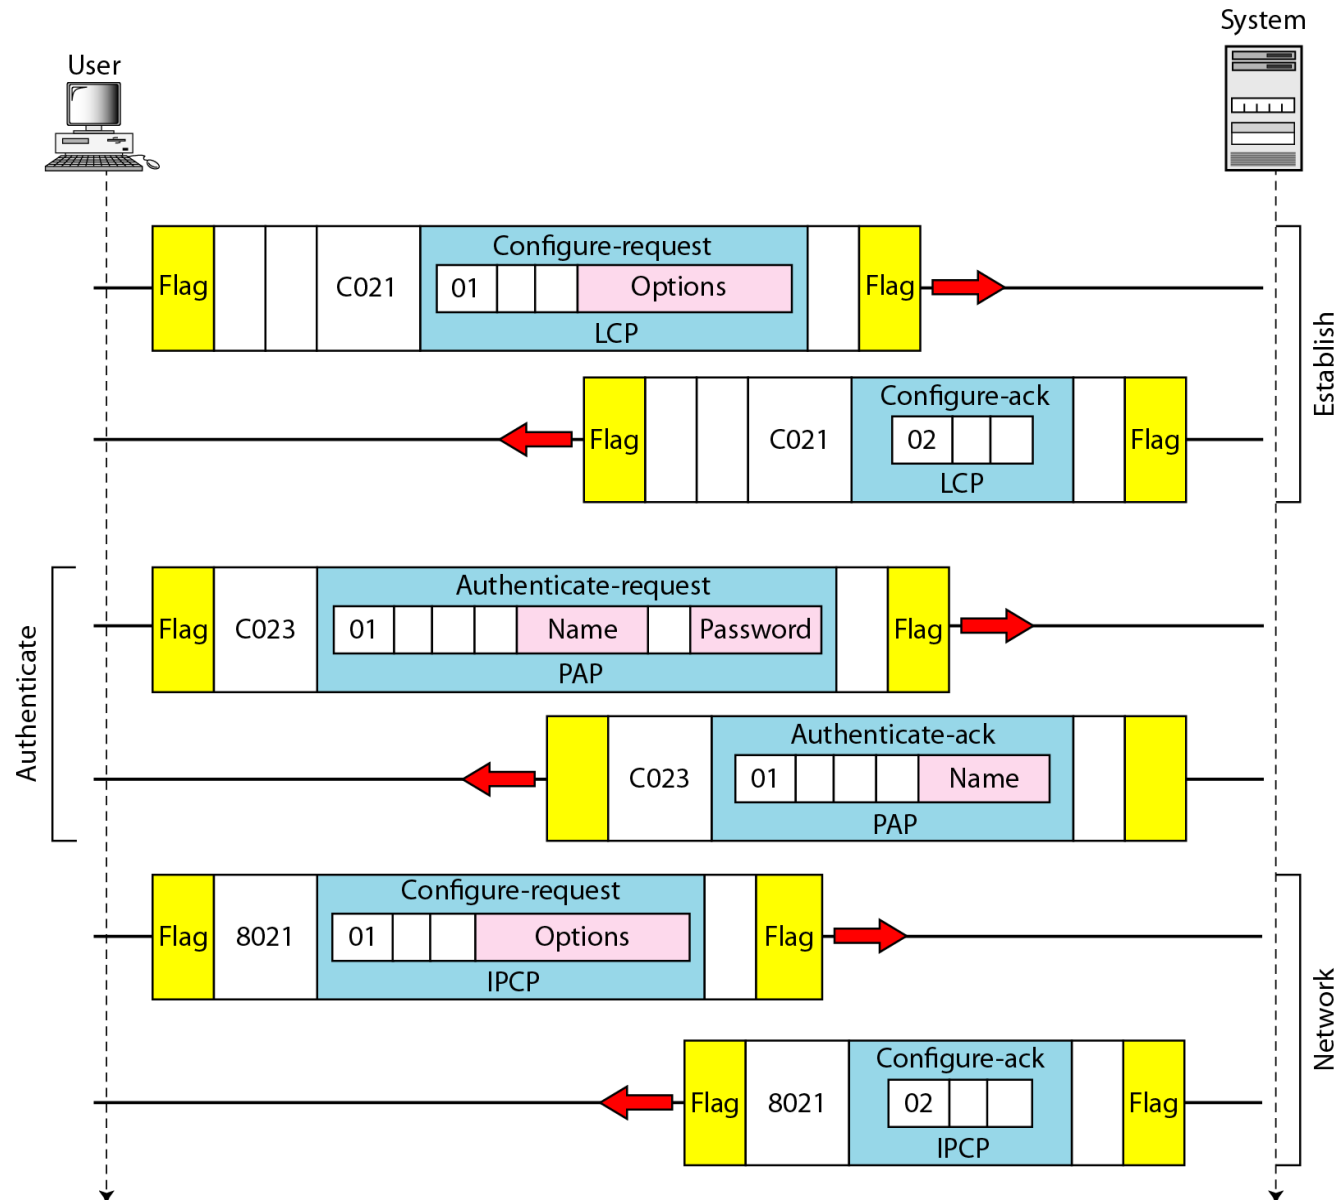 System
User
Configure-request
Flag C021 01 Options Flag
LCP
Establish
Configure-ack
Flag C021 02 Flag
LCP
Authenticate
Authenticate-request
Flag C023 01 Name Password Flag
PAP
Authenticate-ack
C023 01 Name
PAP
Configure-request
Flag 8021 01 Options Flag
IPCP
Network
Configure-ack
Flag 8021 02 Flag
IPCP